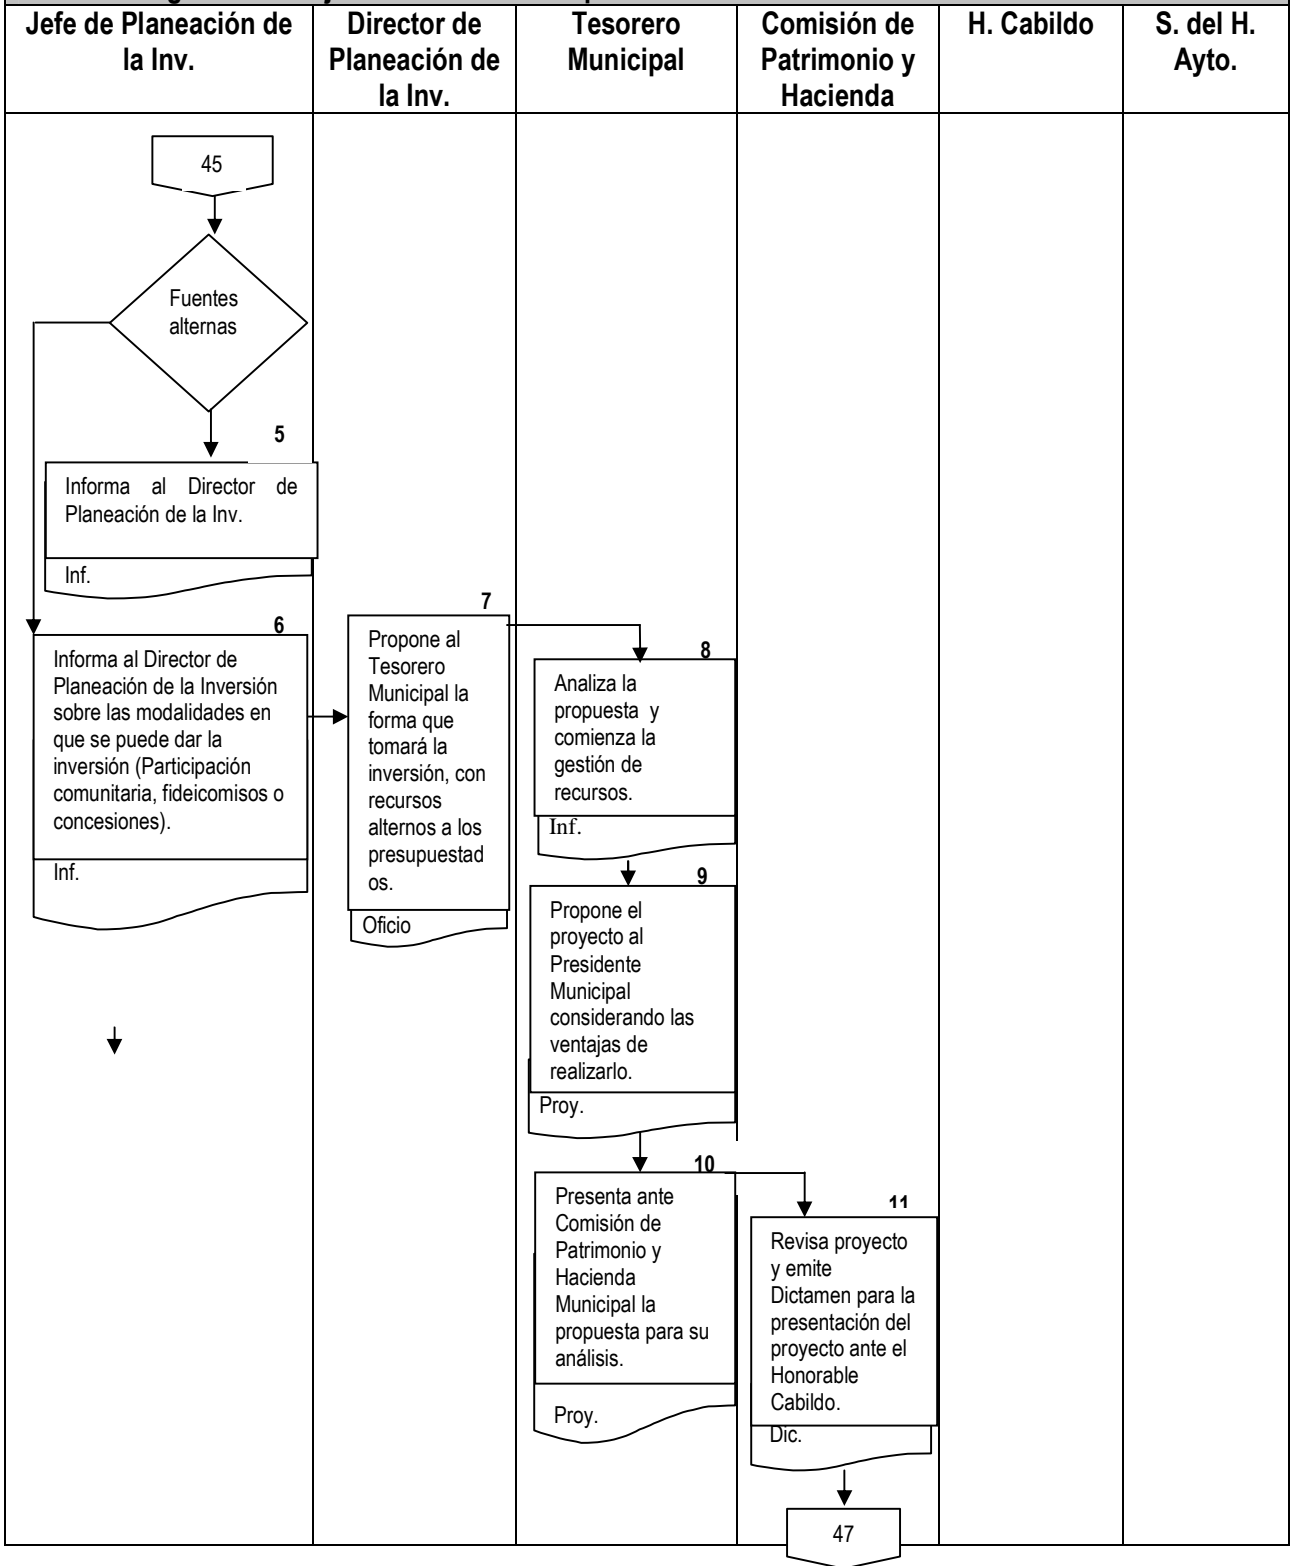 Jefe de Planeación de
la Inv.
Director de
Planeación de
la Inv.
Tesorero
Municipal
Comisión de
Patrimonio y
Hacienda
H. Cabildo
S. del H.
Ayto.
45
Fuentes
alternas
5
Informa al Director de
Planeación de la Inv.
Inf.
6
Informa al Director de
Planeación de la Inversión
sobre las modalidades en
que se puede dar la
inversión (Participación
comunitaria, fideicomisos o
concesiones).
Inf.
7
Propone al
Tesorero
Municipal la
forma que
tomará la
inversión, con
recursos
alternos a los
presupuestad
os.
Oficio
8
Analiza la
propuesta y
comienza la
gestión de
recursos.
Inf.
9
Propone el
proyecto al
Presidente
Municipal
considerando las
ventajas de
realizarlo.
Proy.
10
Presenta ante
Comisión de
Patrimonio y
Hacienda
Municipal la
propuesta para su
análisis.
Proy.
11
Revisa proyecto
y emite
Dictamen para la
presentación del
proyecto ante el
Honorable
Cabildo.
Dic.
47